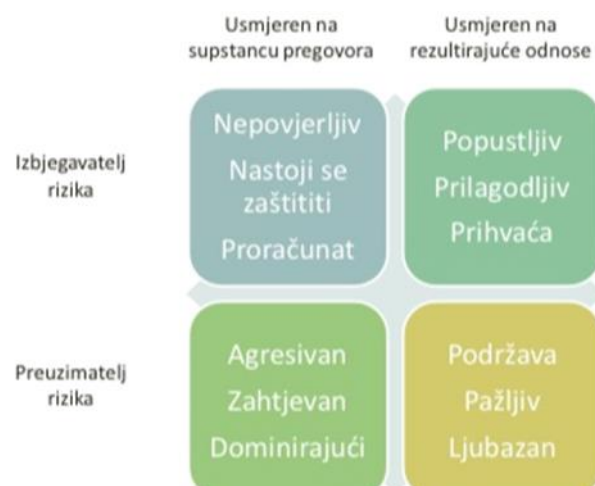 Usmjeren na
supstancu pregovora
Usmjeren na
rezultirajuće odnose
Izbjegavatelj
rizika
Nepovjerljiv
Nastoji se
zaštititi
Proračunat
Popustljiv
Prilagodljiv
Prihvaća
Preuzimatelj
rizika
Agresivan
Zahtjevan
Dominirajući
Podržava
Pažljiv
Ljubazan